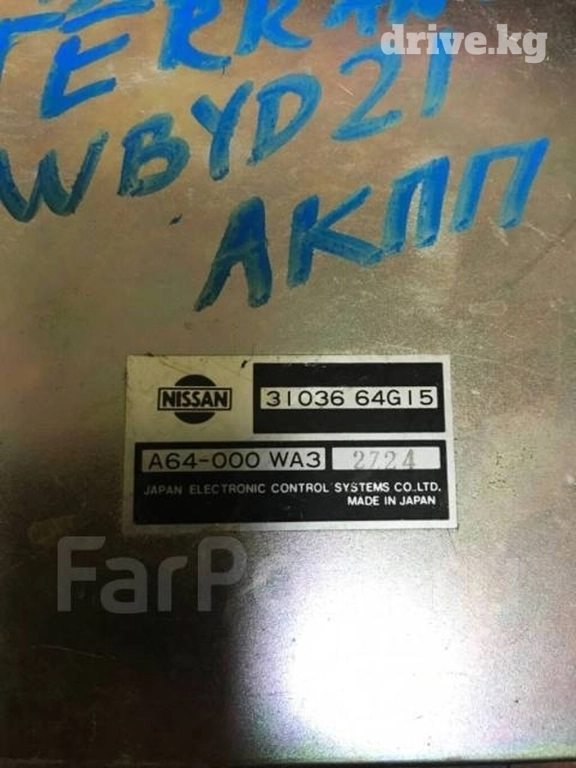 drive.kg
TERRAN
WBYD21
АКПП
NISSAN
31036 64G15
A64-000 WA3 2724
JAPAN ELECTRONIC CONTROL SYSTEMS CO.,LTD.
MADE IN JAPAN
FarP